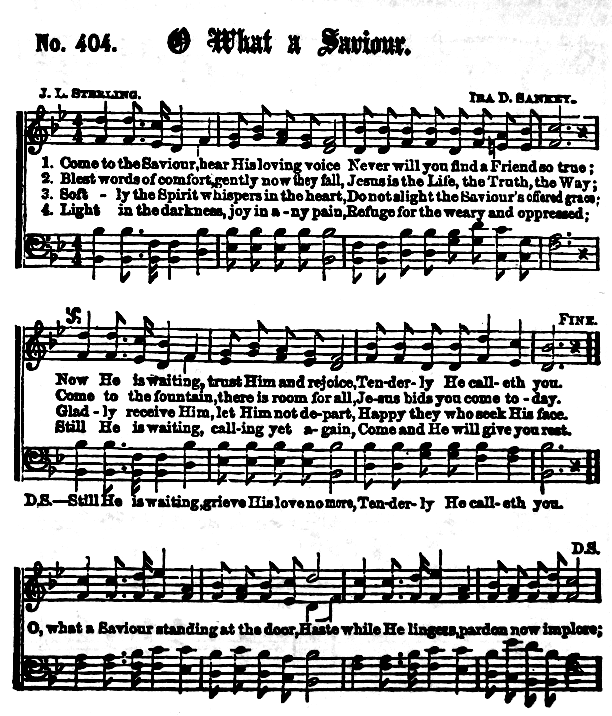 No. 404. O What a Saviour.
J. L. Sterling. Ira D. Sankey.
1. Come to the Saviour, hear His loving voice Never will you find a Friend so true;
2. Blest words of comfort, gently now they fall, Jesus is the Life, the Truth, the Way;
3. Soft - ly the Spirit whispers in the heart, Do not slight the Saviour's offered grace;
4. Light in the darkness, joy in a - ny pain, Refuge for the weary and oppressed;
Fine.
Now He is waiting, trust Him and rejoice, Ten-der-ly He call-eth you.
Come to the fountain, there is room for all, Je-sus bids you come to - day.
Glad - ly receive Him, let Him not de-part, Happy they who seek His face.
Still He is waiting, call-ing yet a-gain, Come and He will give you rest.
D.S.—Still He is waiting, grieve His love no more, Ten-der-ly He call-eth you.
D.S.
O, what a Saviour standing at the door, Haste while He lingers, pardon now implore;